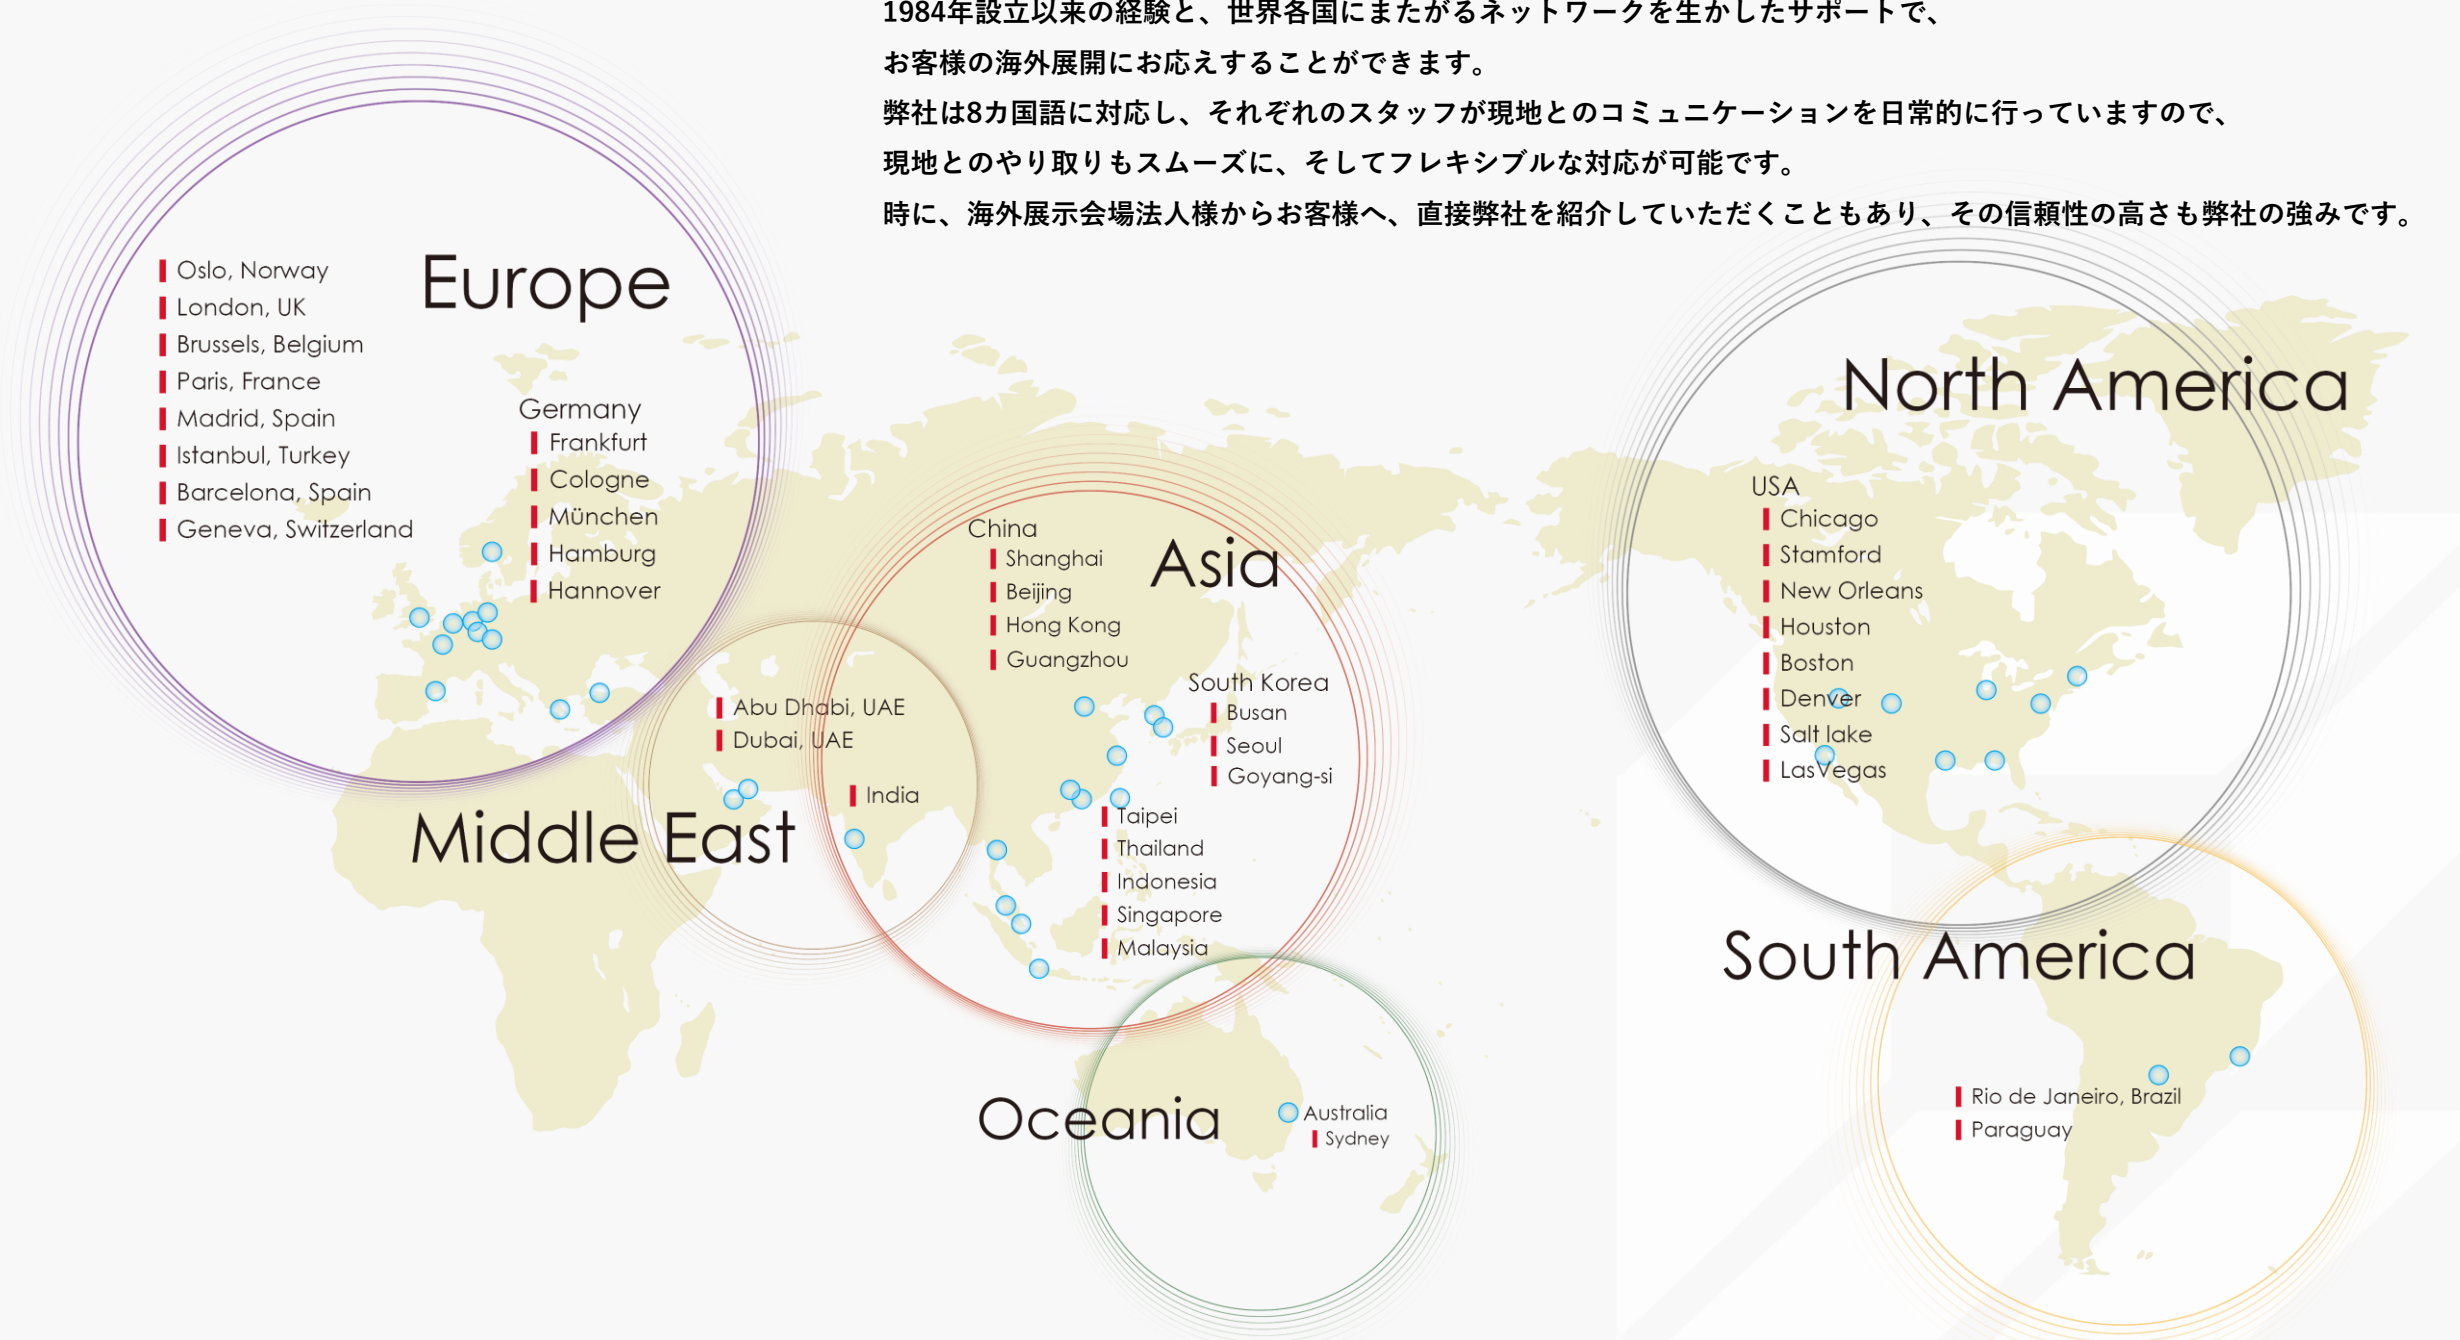 1984年設立以来の経験と、世界各国にまたがるネットワークを生かしたサポートで、
お客様の海外展開にお応えすることができます。
弊社は8カ国語に対応し、それぞれのスタッフが現地とのコミュニケーションを日常的に行っていますので、
現地とのやり取りもスムーズに、そしてフレキシブルな対応が可能です。
時に、海外展示会場法人様からお客様へ、直接弊社を紹介していただくこともあり、その信頼性の高さも弊社の強みです。
Europe
Oslo, Norway
London, UK
Brussels, Belgium
Paris, France
Madrid, Spain
Istanbul, Turkey
Barcelona, Spain
Geneva, Switzerland
Germany
Frankfurt
Cologne
München
Hamburg
Hannover
Middle East
Abu Dhabi, UAE
Dubai, UAE
Asia
China
Shanghai
Beijing
Hong Kong
Guangzhou
South Korea
Busan
Seoul
Goyang-si
India
Taipei
Thailand
Indonesia
Singapore
Malaysia
Oceania
Australia
Sydney
North America
USA
Chicago
Stamford
New Orleans
Houston
Boston
Denver
Salt lake
LasVegas
South America
Rio de Janeiro, Brazil
Paraguay